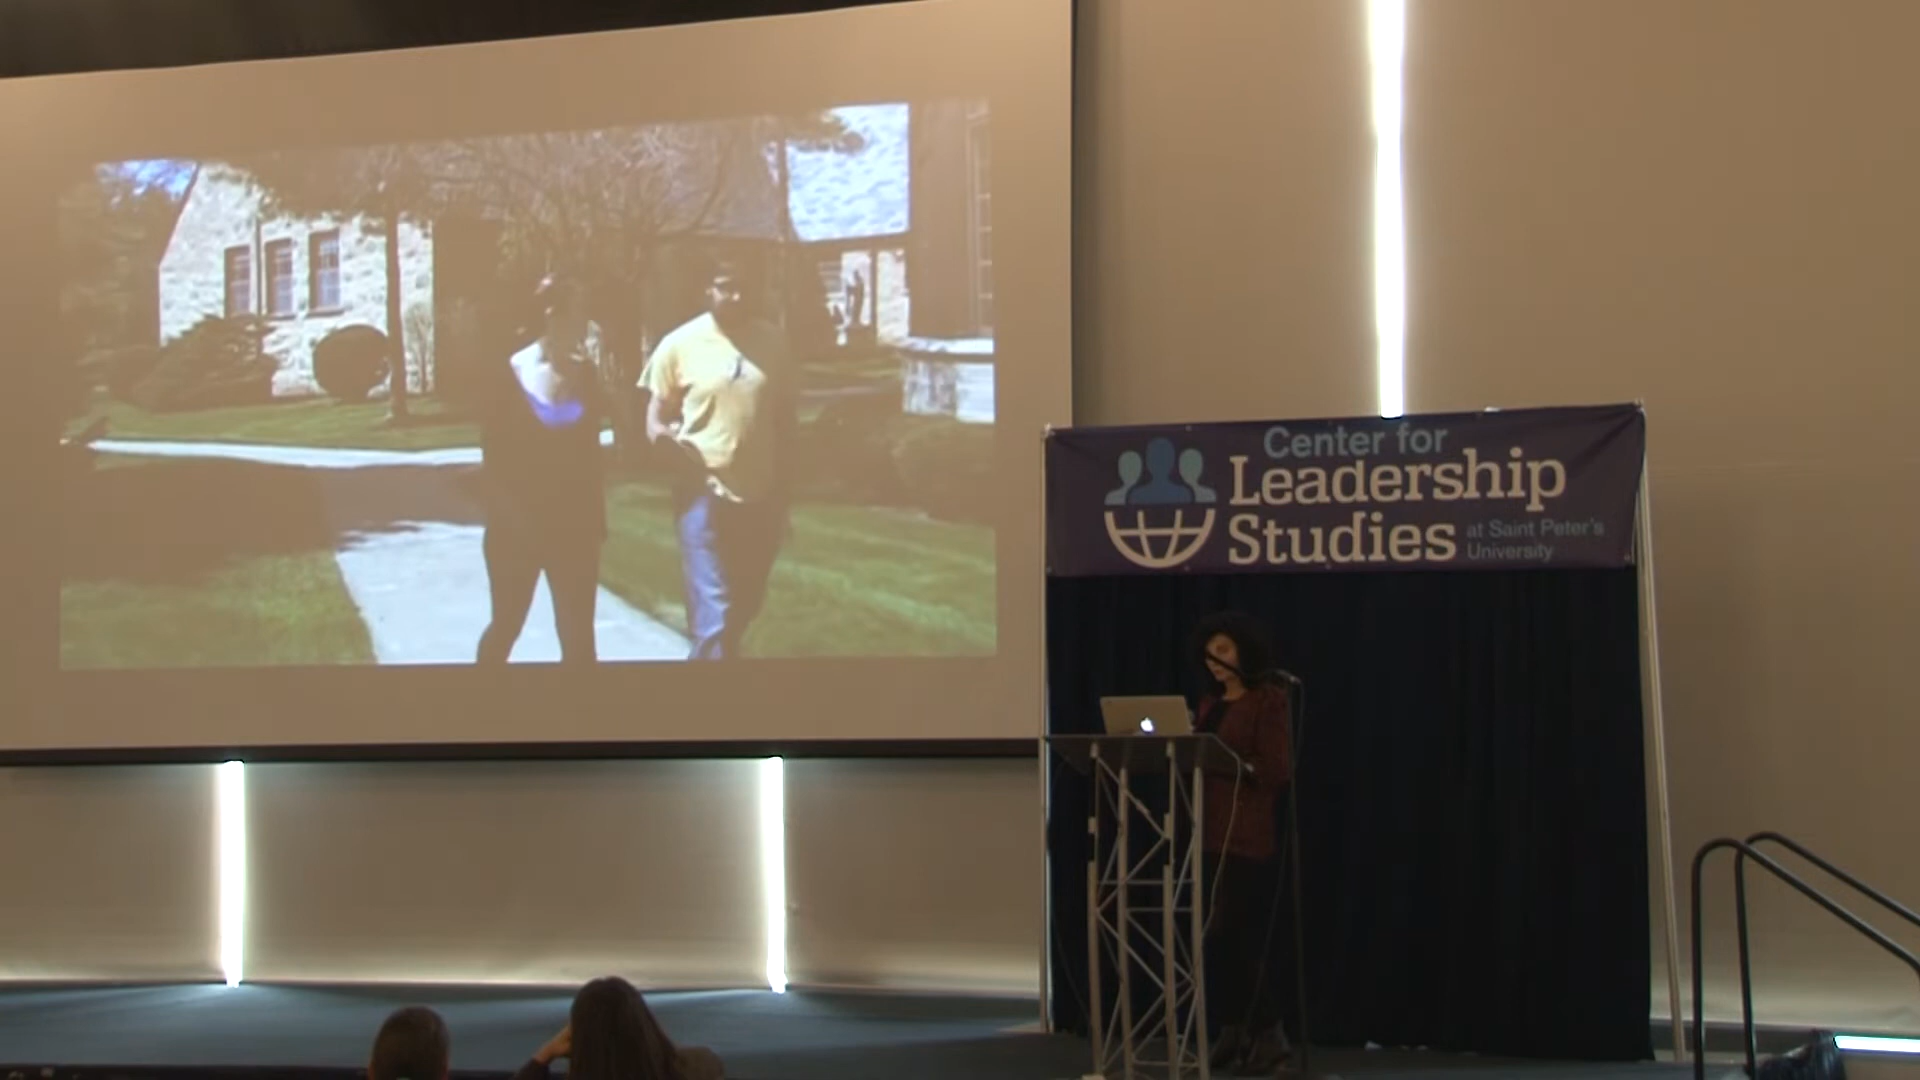 Center for
Leadership
Studies
at Saint Peter's
University